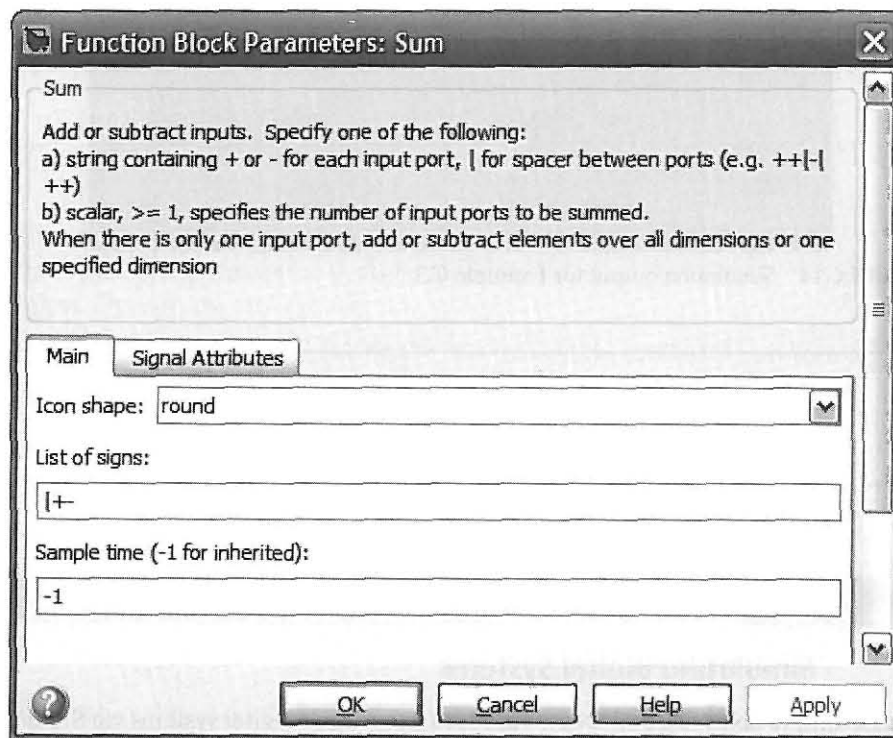 Function Block Parameters: Sum
Sum
Add or subtract inputs. Specify one of the following:
a) string containing + or - for each input port, | for spacer between ports (e.g. ++|-|
++)
b) scalar, >= 1, specifies the number of input ports to be summed.
When there is only one input port, add or subtract elements over all dimensions or one
specified dimension
Main Signal Attributes
Icon shape: round
List of signs:
|+-
Sample time (-1 for inherited):
-1
OK Cancel Help Apply